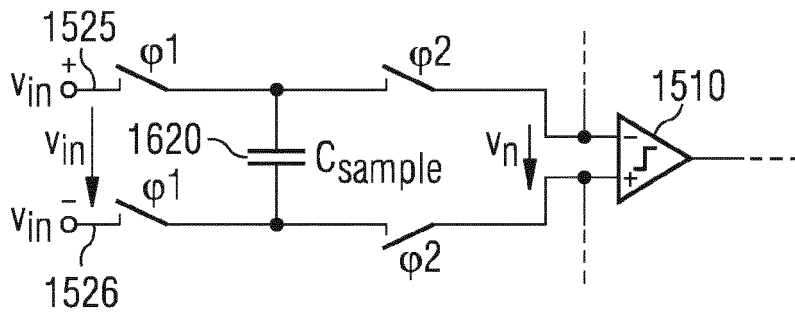 1525
φ1
φ2
1510
vin+
vin
1620
Csample
vn
−
+
φ1
vin−
φ2
1526